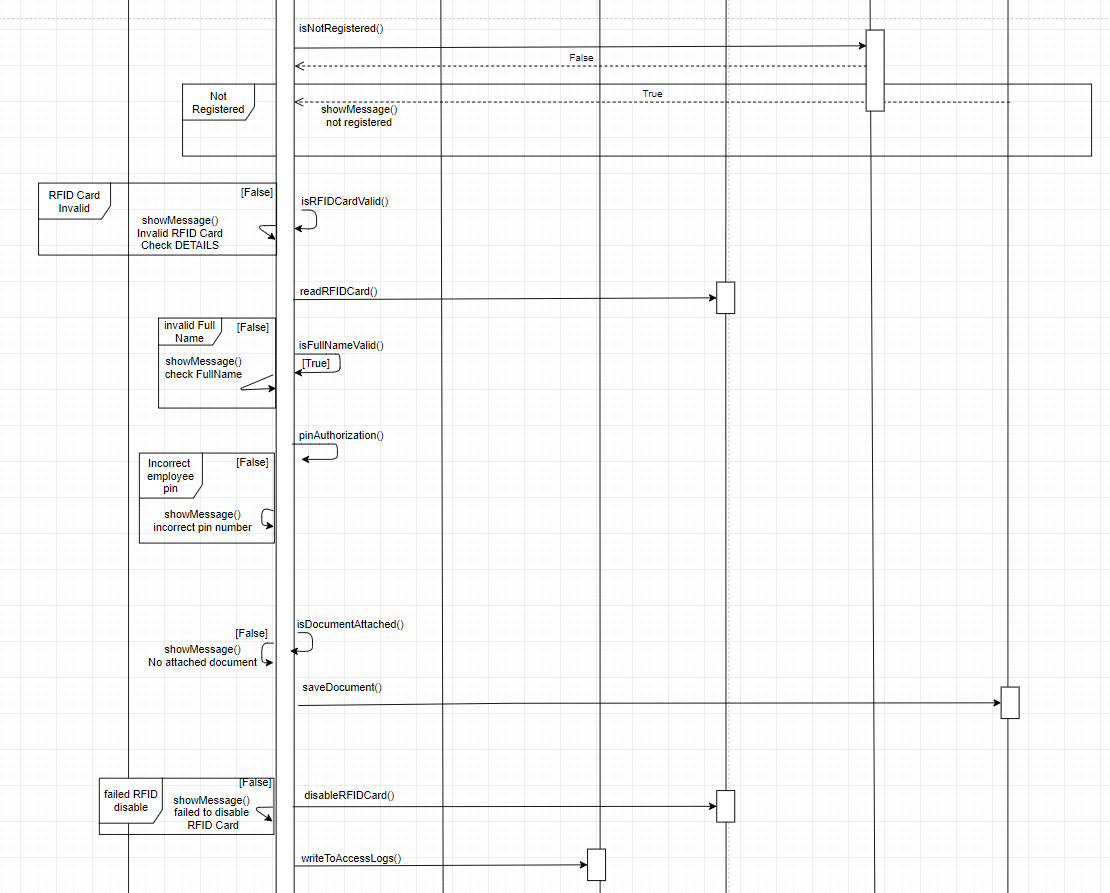 isNotRegistered()
False
True
Not
Registered
showMessage()
not registered
RFID Card
Invalid
[False]
showMessage()
Invalid RFID Card
Check DETAILS
isRFIDCardValid()
readRFIDCard()
invalid Full
Name
[False]
showMessage()
check FullName
isFullNameValid()
[True]
pinAuthorization()
Incorrect
employee
pin
[False]
showMessage()
incorrect pin number
isDocumentAttached()
[False]
showMessage()
No attached document
saveDocument()
failed RFID
disable
[False]
showMessage()
failed to disable
RFID Card
disableRFIDCard()
writeToAccessLogs()